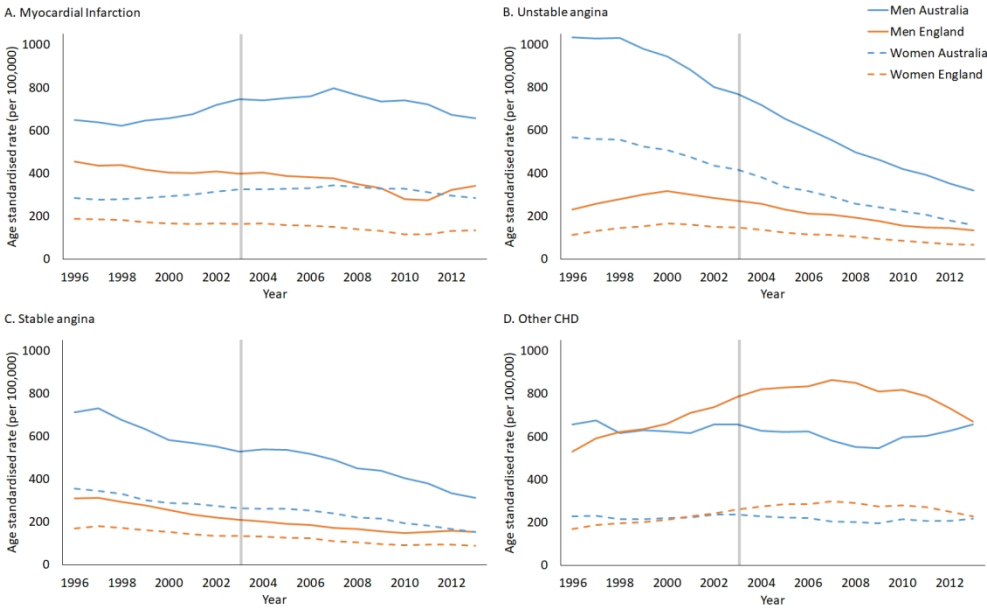 A. Myocardial Infarction
Age standardised rate (per 100,000)
1000
800
600
400
200
0
1996 1998 2000 2002 2004 2006 2008 2010 2012
Year
B. Unstable angina
Age standardised rate (per 100,000)
1000
800
600
400
200
0
1996 1998 2000 2002 2004 2006 2008 2010 2012
Year
Men Australia
Men England
Women Australia
Women England
C. Stable angina
Age standardised rate (per 100,000)
1000
800
600
400
200
0
1996 1998 2000 2002 2004 2006 2008 2010 2012
Year
D. Other CHD
Age standardised rate (per 100,000)
1000
800
600
400
200
0
1996 1998 2000 2002 2004 2006 2008 2010 2012
Year